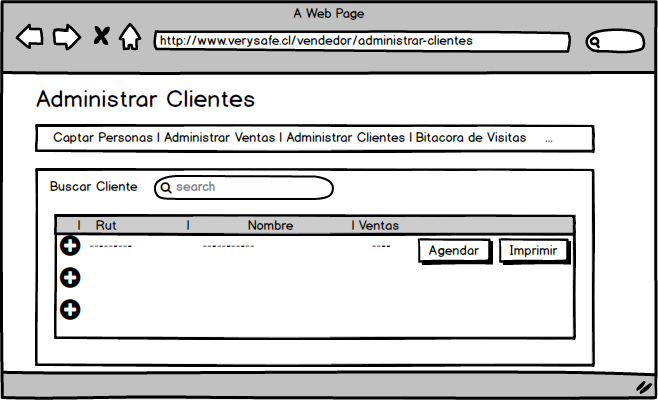 A Web Page
http://www.verysafe.cl/vendedor/administrar-clientes
Administrar Clientes
Captar Personas | Administrar Ventas | Administrar Clientes | Bitacora de Visitas ...
Buscar Cliente search
| Rut | Nombre | Ventas
--------- ----------- ---- Agendar Imprimir